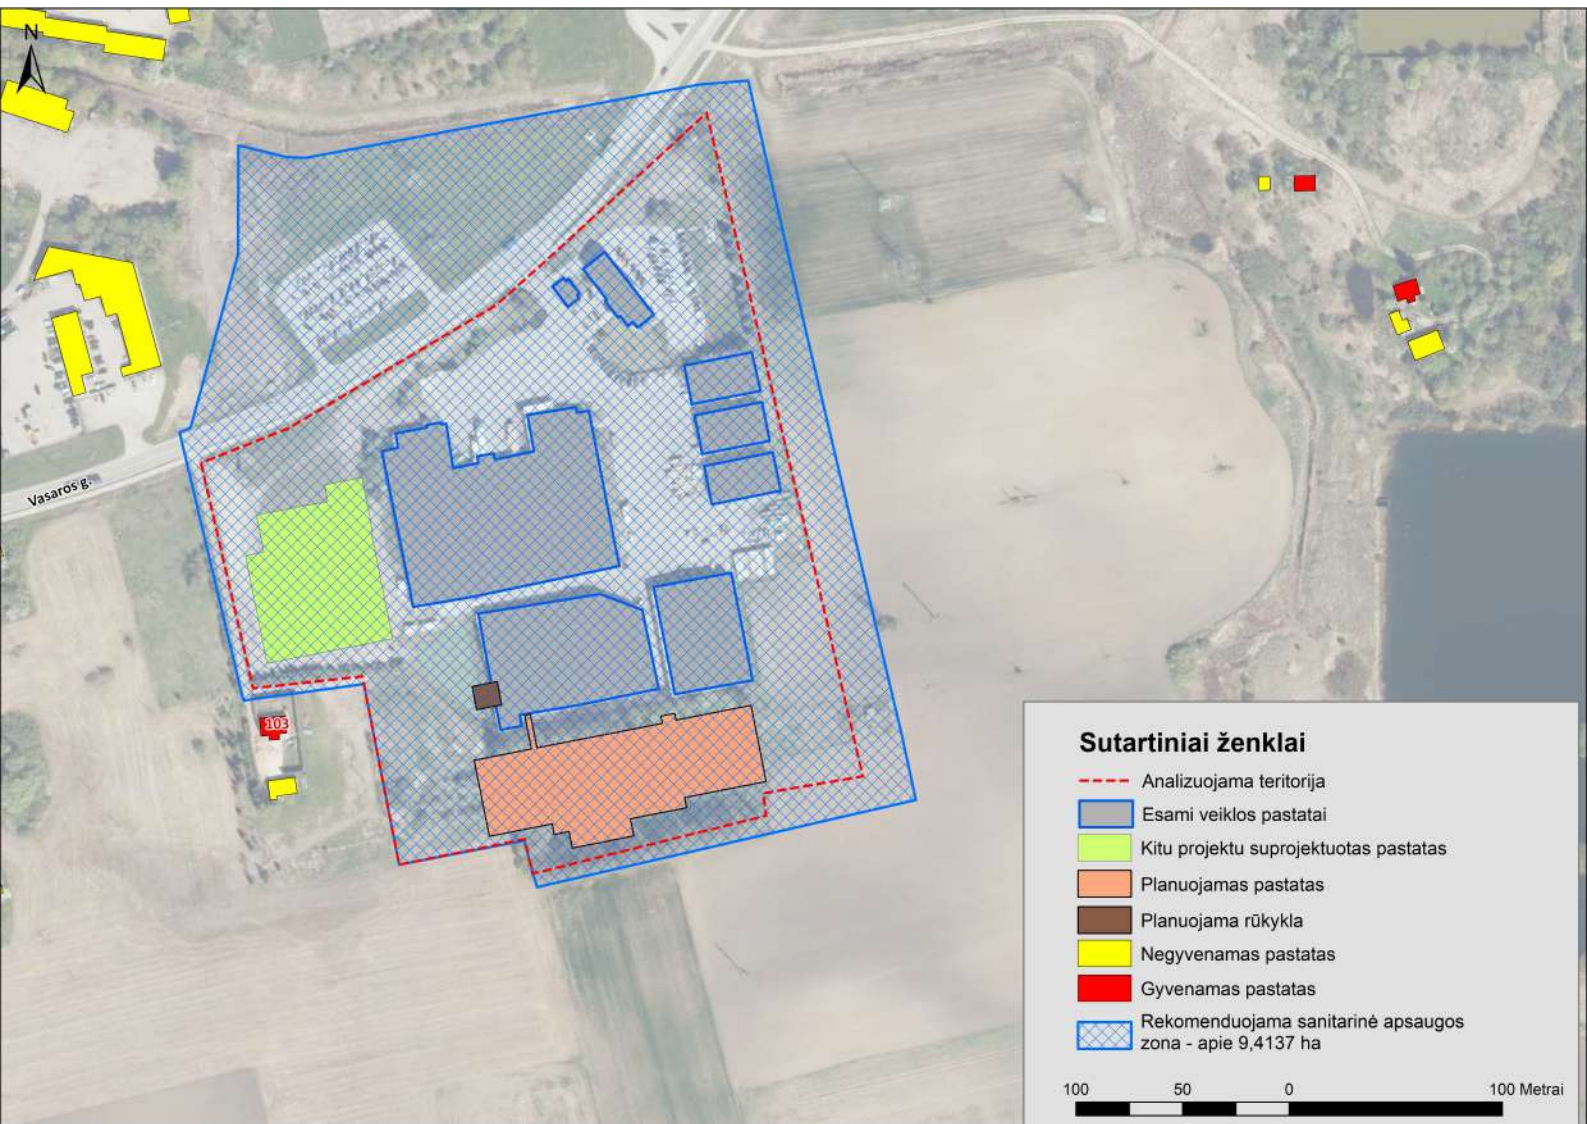 N
Vasaros g.
103
Sutartiniai ženklai
Analizuojama teritorija
Esami veiklos pastatai
Kitu projektu suprojektuotas pastatas
Planuojamas pastatas
Planuojama rūkykla
Negyvenamas pastatas
Gyvenamas pastatas
Rekomenduojama sanitarinė apsaugos
zona - apie 9,4137 ha
100 50 0 100 Metrai